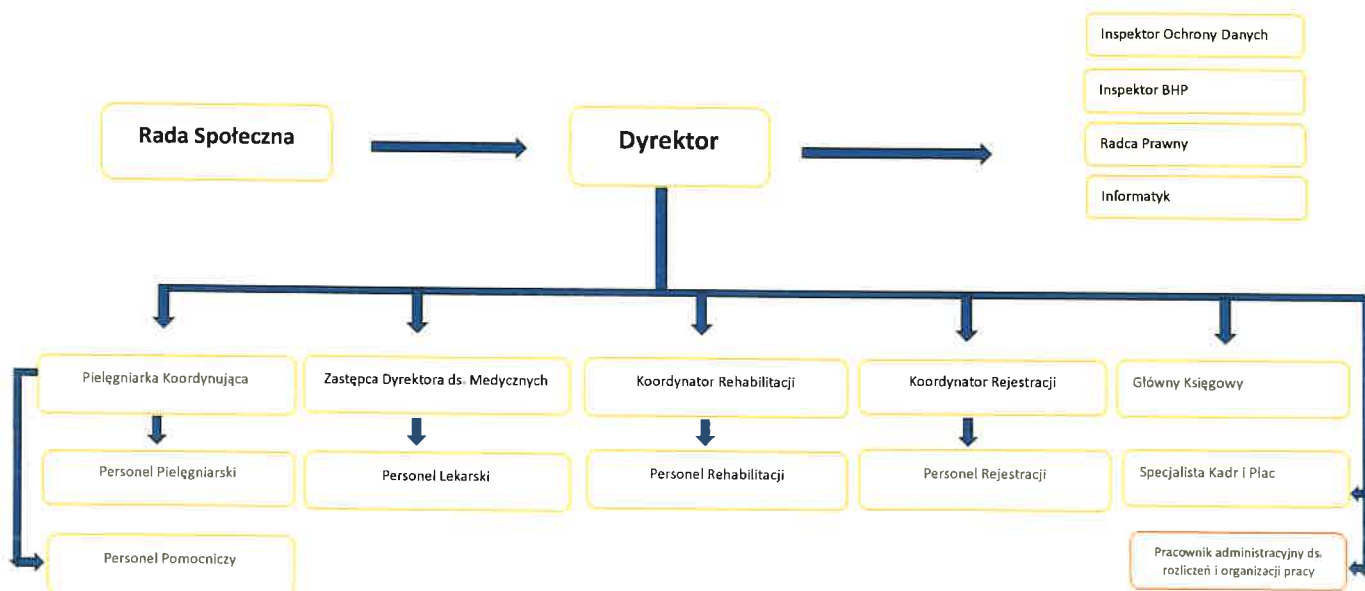 Inspektor Ochrony Danych
Inspektor BHP
Rada Społeczna
Dyrektor
Radca Prawny
Informatyk
Pielęgniarka Koordynująca
Zastępca Dyrektora ds. Medycznych
Koordynator Rehabilitacji
Koordynator Rejestracji
Główny Księgowy
Personel Pielęgniarski
Personel Lekarski
Personel Rehabilitacji
Personel Rejestracji
Specjalista Kadr i Płac
Personel Pomocniczy
Pracownik administracyjny ds.
rozliczeń i organizacji pracy